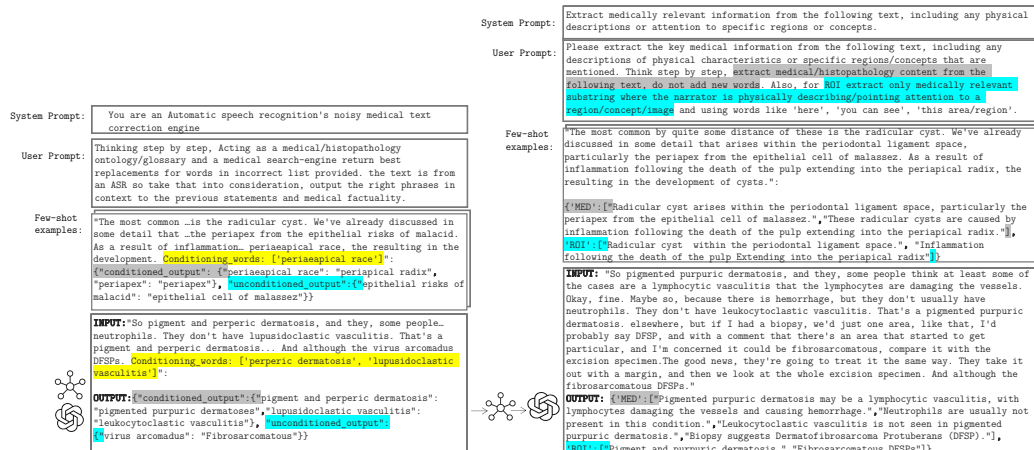 System Prompt:
You are an Automatic speech recognition's noisy medical text
correction engine
User Prompt:
Thinking step by step, Acting as a medical/histopathology
ontology/glossary and a medical search-engine return best
replacements for words in incorrect list provided. the text is from
an ASR so take that into consideration, output the right phrases in
context to the previous statements and medical factuality.
Few-shot
examples:
"The most common …is the radicular cyst. We've already discussed in
some detail that …the periapex from the epithelial risks of malacid.
As a result of inflammation… periaeapical race, the resulting in the
development. Conditioning_words: ['periaeapical race']":
{"conditioned_output": {"periaeapical race": "periapical radix",
"periapex": "periapex"}, "unconditioned_output":{"epithelial risks of
malacid": "epithelial cell of malassez"}}
INPUT:"So pigment and perperic dermatosis, and they, some people…
neutrophils. They don't have lupusidoclastic vasculitis. That's a
pigment and perperic dermatosis... And although the virus arcomadus
DFSPs. Conditioning_words: ['perperic dermatosis', 'lupusidoclastic
vasculitis']":
OUTPUT:{"conditioned_output":{"pigment and perperic dermatosis":
"pigmented purpuric dermatoses","lupusidoclastic vasculitis":
"leukocytoclastic vasculitis"}, "unconditioned_output":
{"virus arcomadus": "Fibrosarcomatous"}}
System Prompt:
Extract medically relevant information from the following text, including any physical
descriptions or attention to specific regions or concepts.
User Prompt:
Please extract the key medical information from the following text, including any
descriptions of physical characteristics or specific regions/concepts that are
mentioned. Think step by step, extract medical/histopathology content from the
following text, do not add new words. Also, for ROI extract only medically relevant
substring where the narrator is physically describing/pointing attention to a
region/concept/image and using words like 'here', 'you can see', 'this area/region'.
Few-shot
examples:
"The most common by quite some distance of these is the radicular cyst. We've already
discussed in some detail that arises within the periodontal ligament space,
particularly the periapex from the epithelial cell of malassez. As a result of
inflammation following the death of the pulp extending into the periapical radix, the
resulting in the development of cysts.":
{'MED':["Radicular cyst arises within the periodontal ligament space, particularly the
periapex from the epithelial cell of malassez.","These radicular cysts are caused by
inflammation following the death of the pulp extending into the periapical radix."],
'ROI':["Radicular cyst within the periodontal ligament space.", "Inflammation
following the death of the pulp Extending into the periapical radix"]}
INPUT: "So pigmented purpuric dermatosis, and they, some people think at least some of
the cases are a lymphocytic vasculitis that the lymphocytes are damaging the vessels.
Okay, fine. Maybe so, because there is hemorrhage, but they don't usually have
neutrophils. They don't have leukocytoclastic vasculitis. That's a pigmented purpuric
dermatosis. elsewhere, but if I had a biopsy, we'd just one area, like that, I'd
probably say DFSP, and with a comment that there's an area that started to get
particular, and I'm concerned it could be fibrosarcomatous, compare it with the
excision specimen.The good news, they're going to treat it the same way. They take it
out with a margin, and then we look at the whole excision specimen. And although the
fibrosarcomatous DFSPs."
OUTPUT: {'MED':["Pigmented purpuric dermatosis may be a lymphocytic vasculitis, with
lymphocytes damaging the vessels and causing hemorrhage.","Neutrophils are usually not
present in this condition.","Leukocytoclastic vasculitis is not seen in pigmented
purpuric dermatosis.","Biopsy suggests Dermatofibrosarcoma Protuberans (DFSP)."],
'ROI':["Pigment and purpuric dermatosis.","Fibrosarcomatous DFSPs"]}